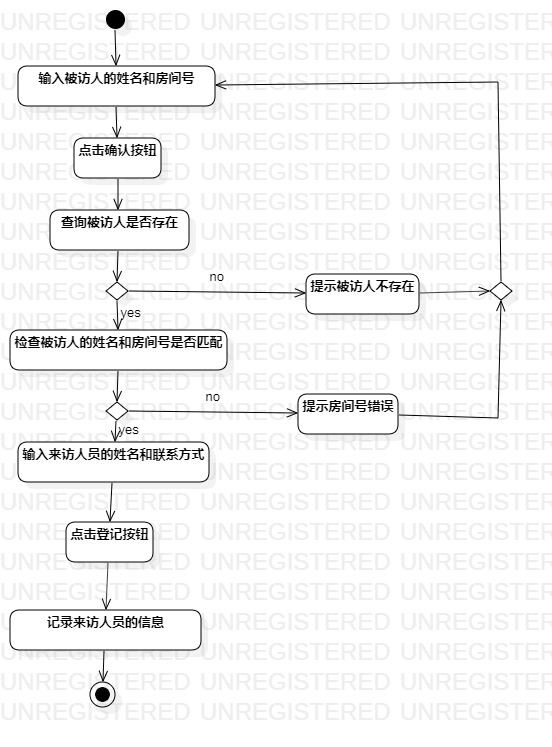 输入被访人的姓名和房间号
点击确认按钮
查询被访人是否存在
no
提示被访人不存在
yes
检查被访人的姓名和房间号是否匹配
no
提示房间号错误
yes
输入来访人员的姓名和联系方式
点击登记按钮
记录来访人员的信息
UNREGISTERED